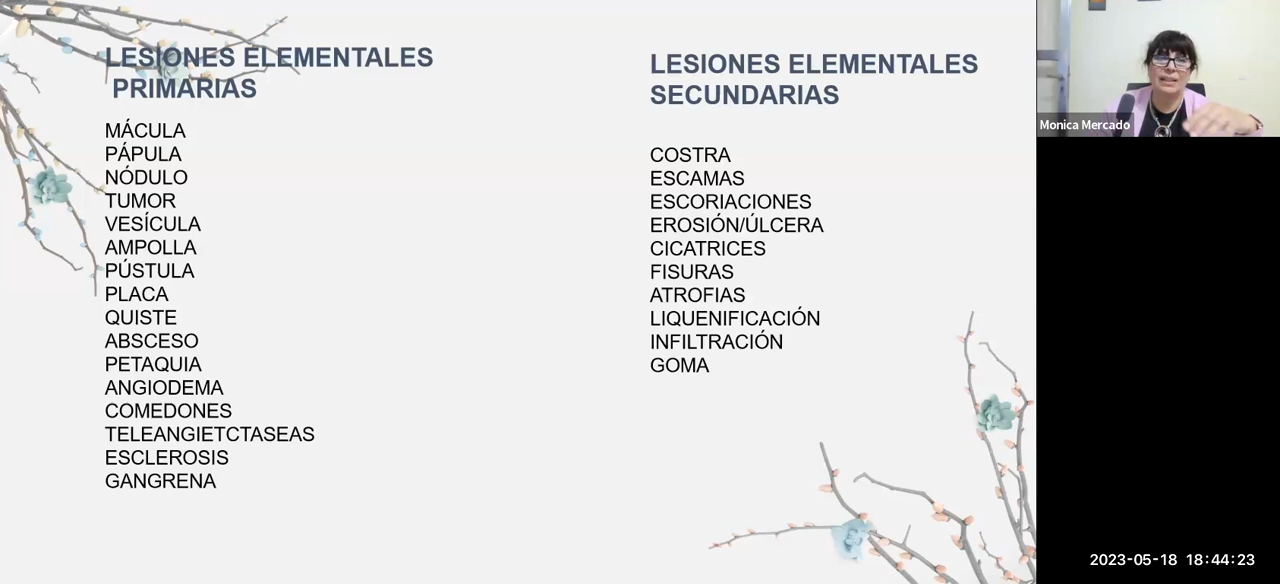 LESIONES ELEMENTALES
PRIMARIAS
MÁCULA
PÁPULA
NÓDULO
TUMOR
VESÍCULA
AMPOLLA
PÚSTULA
PLACA
QUISTE
ABSCESO
PETAQUIA
ANGIODEMA
COMEDONES
TELEANGIETCTASEAS
ESCLEROSIS
GANGRENA
LESIONES ELEMENTALES
SECUNDARIAS
COSTRA
ESCAMAS
ESCORIACIONES
EROSIÓN/ÚLCERA
CICATRICES
FISURAS
ATROFIAS
LIQUENIFICACIÓN
INFILTRACIÓN
GOMA
Monica Mercado
2023-05-18 18:44:23